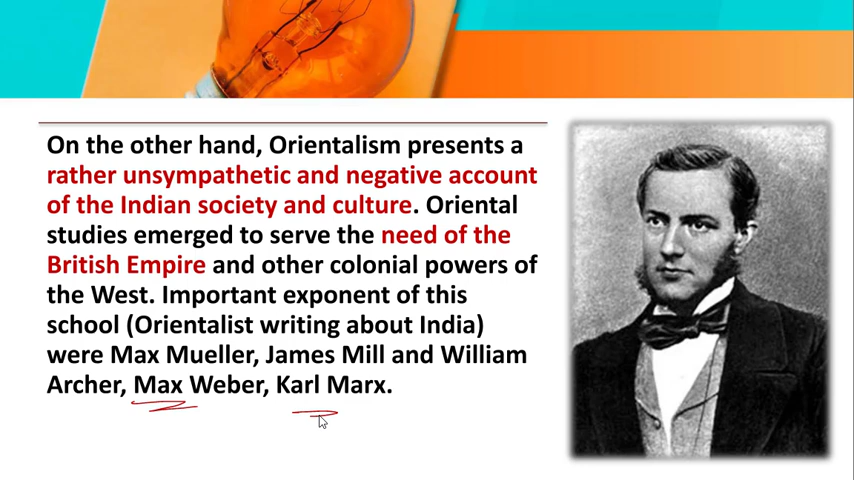 On the other hand, Orientalism presents a
rather unsympathetic and negative account
of the Indian society and culture. Oriental
studies emerged to serve the need of the
British Empire and other colonial powers of
the West. Important exponent of this
school (Orientalist writing about India)
were Max Mueller, James Mill and William
Archer, Max Weber, Karl Marx.